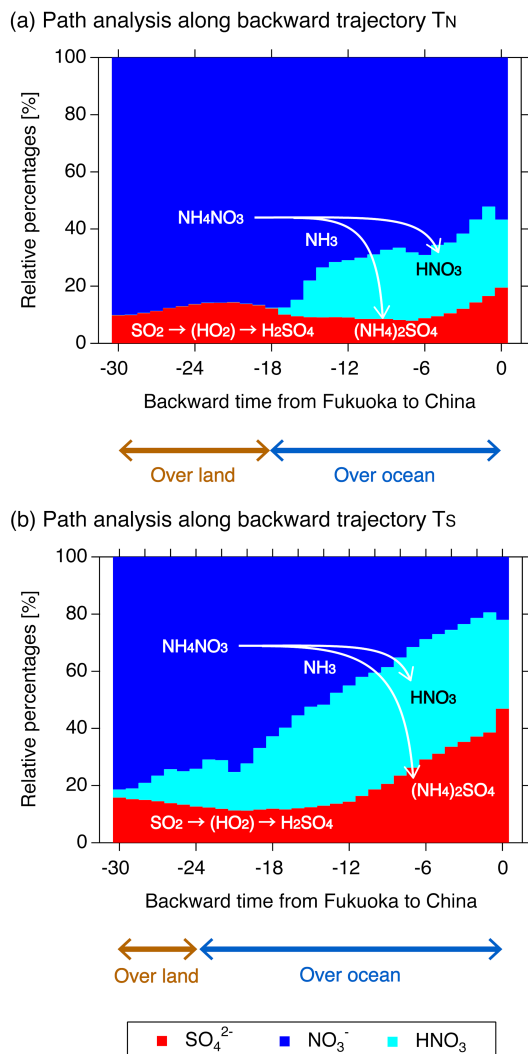 (a) Path analysis along backward trajectory TN
Relative percentages [%]
100
80
60
40
20
0
NH4NO3
NH3
HNO3
SO2 → (HO2) → H2SO4
(NH4)2SO4
-30 -24 -18 -12 -6 0
Backward time from Fukuoka to China
Over land
Over ocean
(b) Path analysis along backward trajectory TS
Relative percentages [%]
100
80
60
40
20
0
NH4NO3
NH3
HNO3
(NH4)2SO4
SO2 → (HO2) → H2SO4
-30 -24 -18 -12 -6 0
Backward time from Fukuoka to China
Over land
Over ocean
SO₄²⁻ NO₃⁻ HNO₃